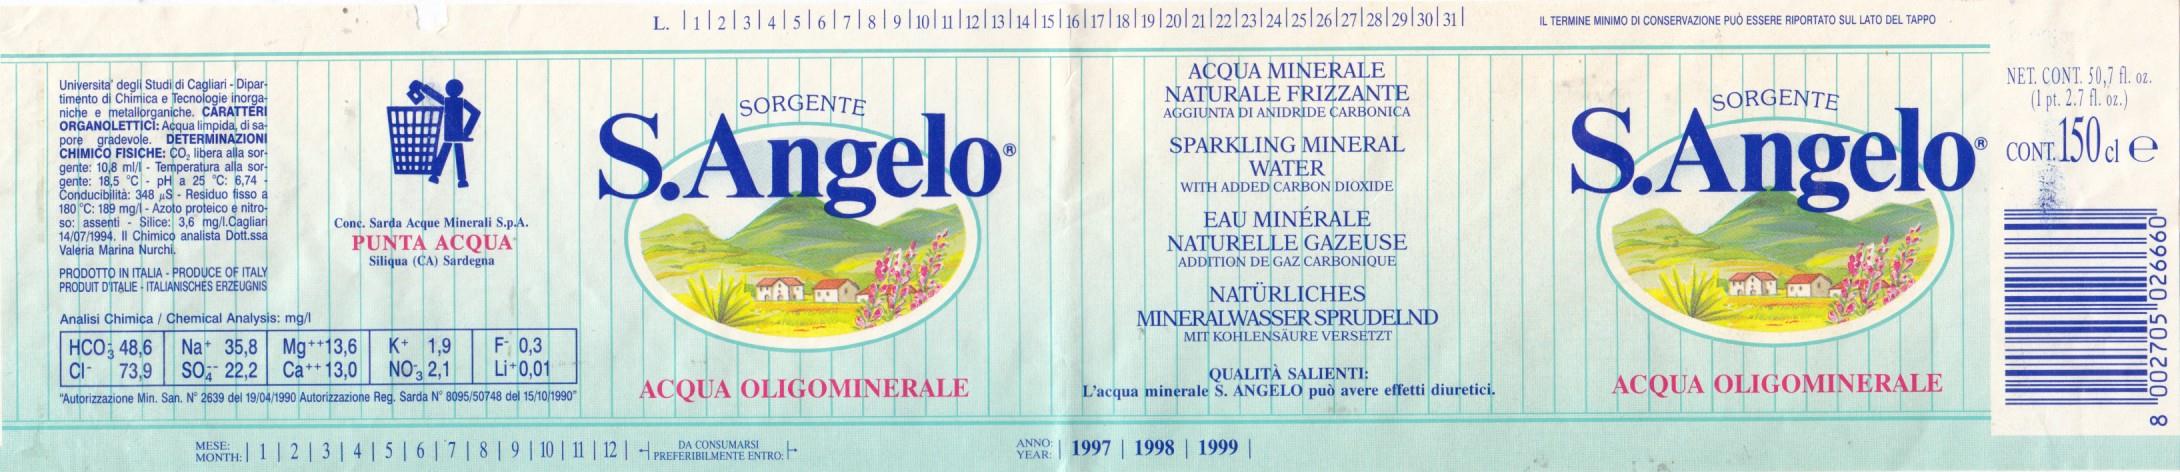 L. | 1 | 2 | 3 | 4 | 5 | 6 | 7 | 8 | 9 | 10 | 11 | 12 | 13 | 14 | 15 | 16 | 17 | 18 | 19 | 20 | 21 | 22 | 23 | 24 | 25 | 26 | 27 | 28 | 29 | 30 | 31 |
IL TERMINE MINIMO DI CONSERVAZIONE PUÒ ESSERE RIPORTATO SUL LATO DEL TAPPO
Universita' degli Studi di Cagliari - Dipar-
timento di Chimica e Tecnologie inorga-
niche e metallorganiche. CARATTERI
ORGANOLETTICI: Acqua limpida, di sa-
pore gradevole. DETERMINAZIONI
CHIMICO FISICHE: CO₂ libera alla sor-
gente: 10,8 ml/l - Temperatura alla sor-
gente: 18,5 °C - pH a 25 °C: 6,74 -
Conducibilità: 348 µS - Residuo fisso a
180 °C: 189 mg/l - Azoto proteico e nitro-
so: assenti - Silice: 3,6 mg/l.Cagliari
14/07/1994. Il Chimico analista Dott.ssa
Valeria Marina Nurchi.
PRODOTTO IN ITALIA - PRODUCE OF ITALY
PRODUIT D'ITALIE - ITALIANISCHES ERZEUGNIS
Analisi Chimica / Chemical Analysis: mg/l
HCO₃⁻ 48,6 Na⁺ 35,8 Mg⁺⁺ 13,6 K⁺ 1,9 F⁻ 0,3
Cl⁻ 73,9 SO₄⁻⁻ 22,2 Ca⁺⁺ 13,0 NO₃⁻ 2,1 Li⁺ 0,01
"Autorizzazione Min. San. N° 2639 del 19/04/1990 Autorizzazione Reg. Sarda N° 8095/50748 del 15/10/1990"
Conc. Sarda Acque Minerali S.p.A.
PUNTA ACQUA
Siliqua (CA) Sardegna
SORGENTE
S.Angelo®
ACQUA OLIGOMINERALE
ACQUA MINERALE
NATURALE FRIZZANTE
AGGIUNTA DI ANIDRIDE CARBONICA
SPARKLING MINERAL
WATER
WITH ADDED CARBON DIOXIDE
EAU MINÉRALE
NATURELLE GAZEUSE
ADDITION DE GAZ CARBONIQUE
NATÜRLICHES
MINERALWASSER SPRUDELND
MIT KOHLENSÄURE VERSETZT
QUALITÀ SALIENTI:
L'acqua minerale S. ANGELO può avere effetti diuretici.
SORGENTE
S.Angelo®
ACQUA OLIGOMINERALE
NET. CONT. 50,7 fl. oz.
(1 pt. 2.7 fl. oz.)
CONT. 150 cl e
8 002705 026660
MESE:
MONTH: | 1 | 2 | 3 | 4 | 5 | 6 | 7 | 8 | 9 | 10 | 11 | 12 |
DA CONSUMARSI
PREFERIBILMENTE ENTRO:
ANNO:
YEAR: | 1997 | 1998 | 1999 |